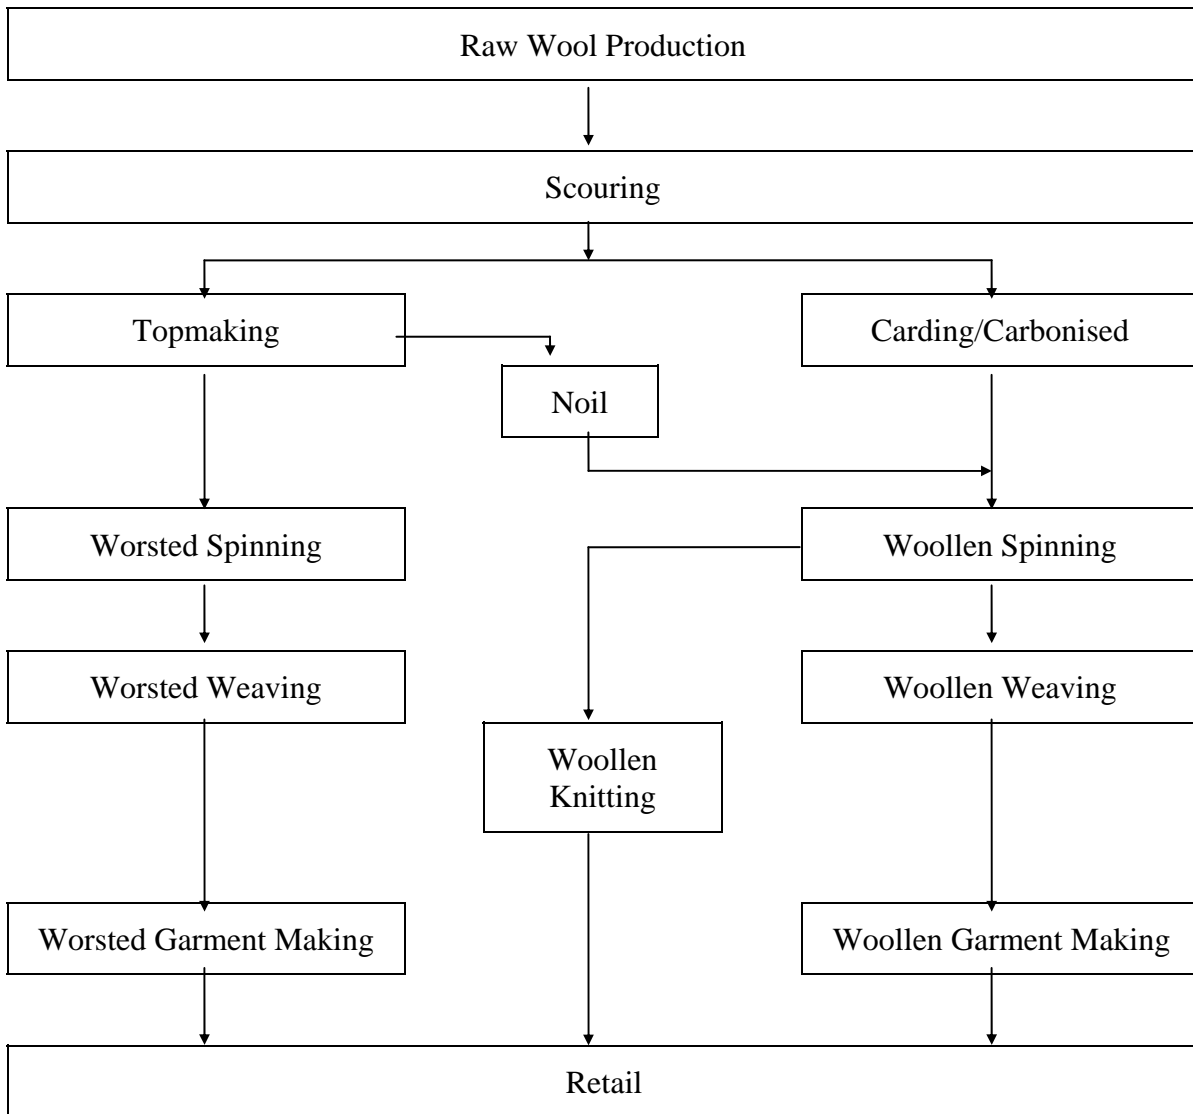 Raw Wool Production
Scouring
Topmaking
Carding/Carbonised
Noil
Worsted Spinning
Woollen Spinning
Worsted Weaving
Woollen Weaving
Woollen
Knitting
Worsted Garment Making
Woollen Garment Making
Retail